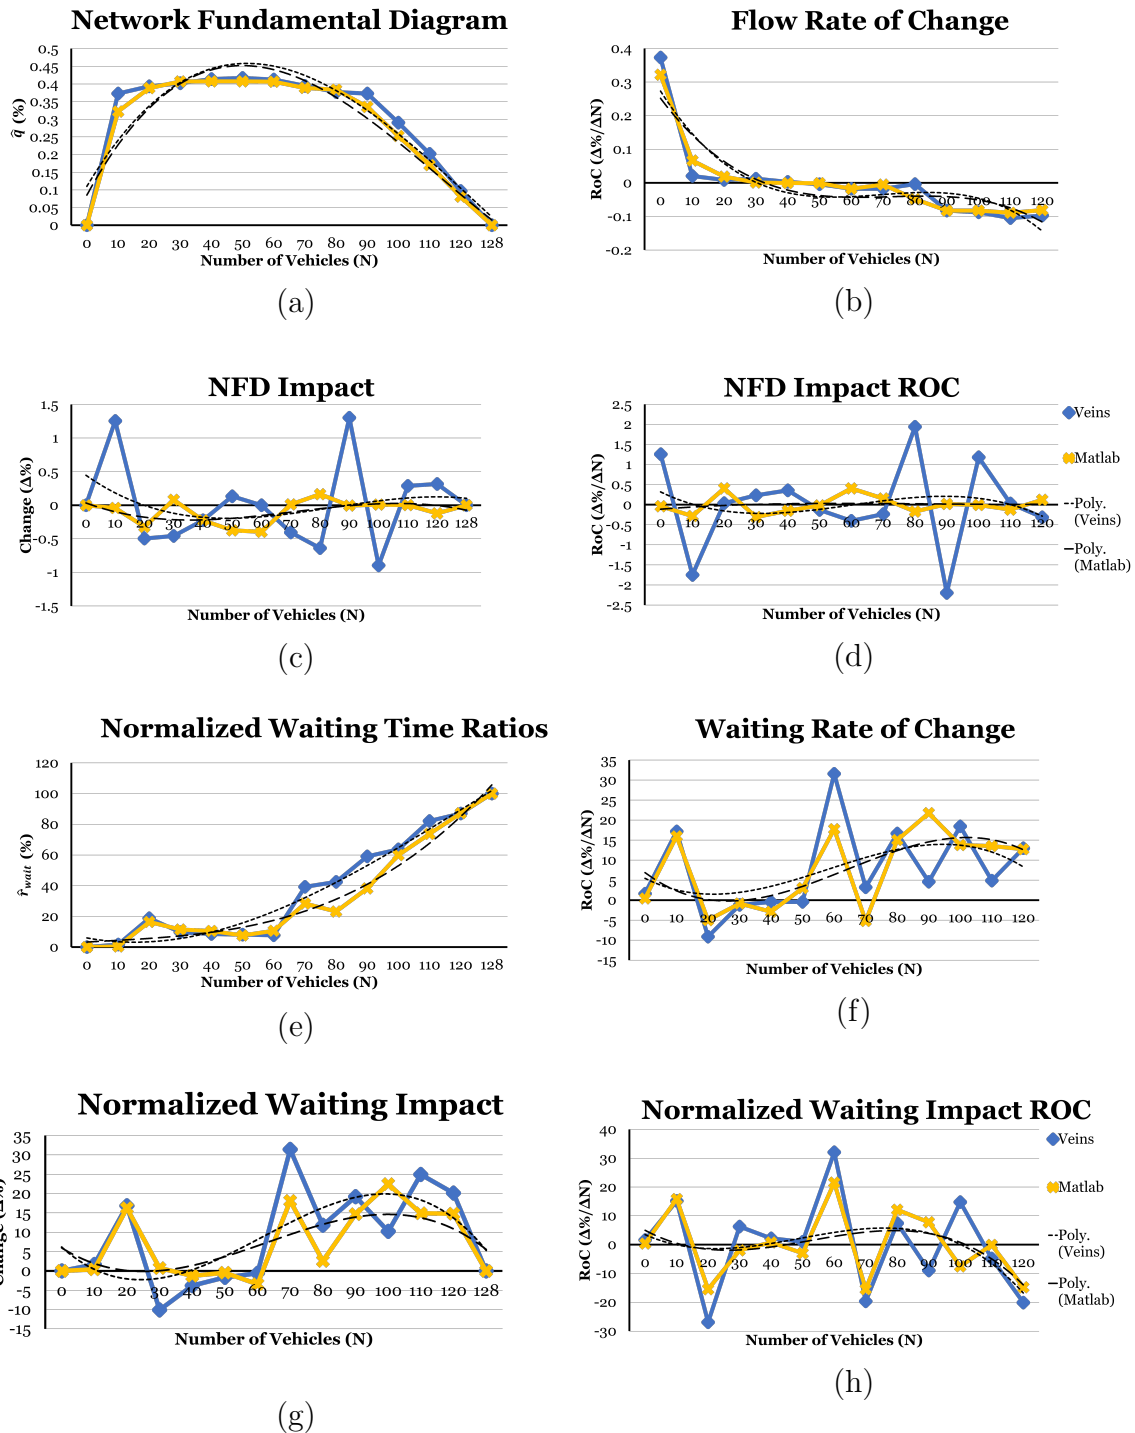 Network Fundamental Diagram
0.5
0.45
0.4
0.35
0.3
0.25
0.2
0.15
0.1
0.05
0
q̂ (%)
0 10 20 30 40 50 60 70 80 90 100 110 120 128
Number of Vehicles (N)
(a)
Flow Rate of Change
0.4
0.3
0.2
0.1
0
-0.1
-0.2
RoC (Δ%/ΔN)
0 10 20 30 40 50 60 70 80 90 100 110 120
Number of Vehicles (N)
(b)
NFD Impact
1.5
1
0.5
0
-0.5
-1
-1.5
Change (Δ%)
0 10 20 30 40 50 60 70 80 90 100 110 120 128
Number of Vehicles (N)
(c)
NFD Impact ROC
2.5
2
1.5
1
0.5
0
-0.5
-1
-1.5
-2
-2.5
RoC (Δ%/ΔN)
0 10 20 30 40 50 60 70 80 90 100 110 120
Number of Vehicles (N)
Veins
Matlab
Poly.
(Veins)
Poly.
(Matlab)
(d)
Normalized Waiting Time Ratios
120
100
80
60
40
20
0
r̂wait (%)
0 10 20 30 40 50 60 70 80 90 100 110 120 128
Number of Vehicles (N)
(e)
Waiting Rate of Change
35
30
25
20
15
10
5
0
-5
-10
-15
RoC (Δ%/ΔN)
0 10 20 30 40 50 60 70 80 90 100 110 120
Number of Vehicles (N)
(f)
Normalized Waiting Impact
35
30
25
20
15
10
5
0
-5
-10
-15
Change (Δ%)
0 10 20 30 40 50 60 70 80 90 100 110 120 128
Number of Vehicles (N)
(g)
Normalized Waiting Impact ROC
40
30
20
10
0
-10
-20
-30
RoC (Δ%/ΔN)
0 10 20 30 40 50 60 70 80 90 100 110 120
Number of Vehicles (N)
Veins
Matlab
Poly.
(Veins)
Poly.
(Matlab)
(h)